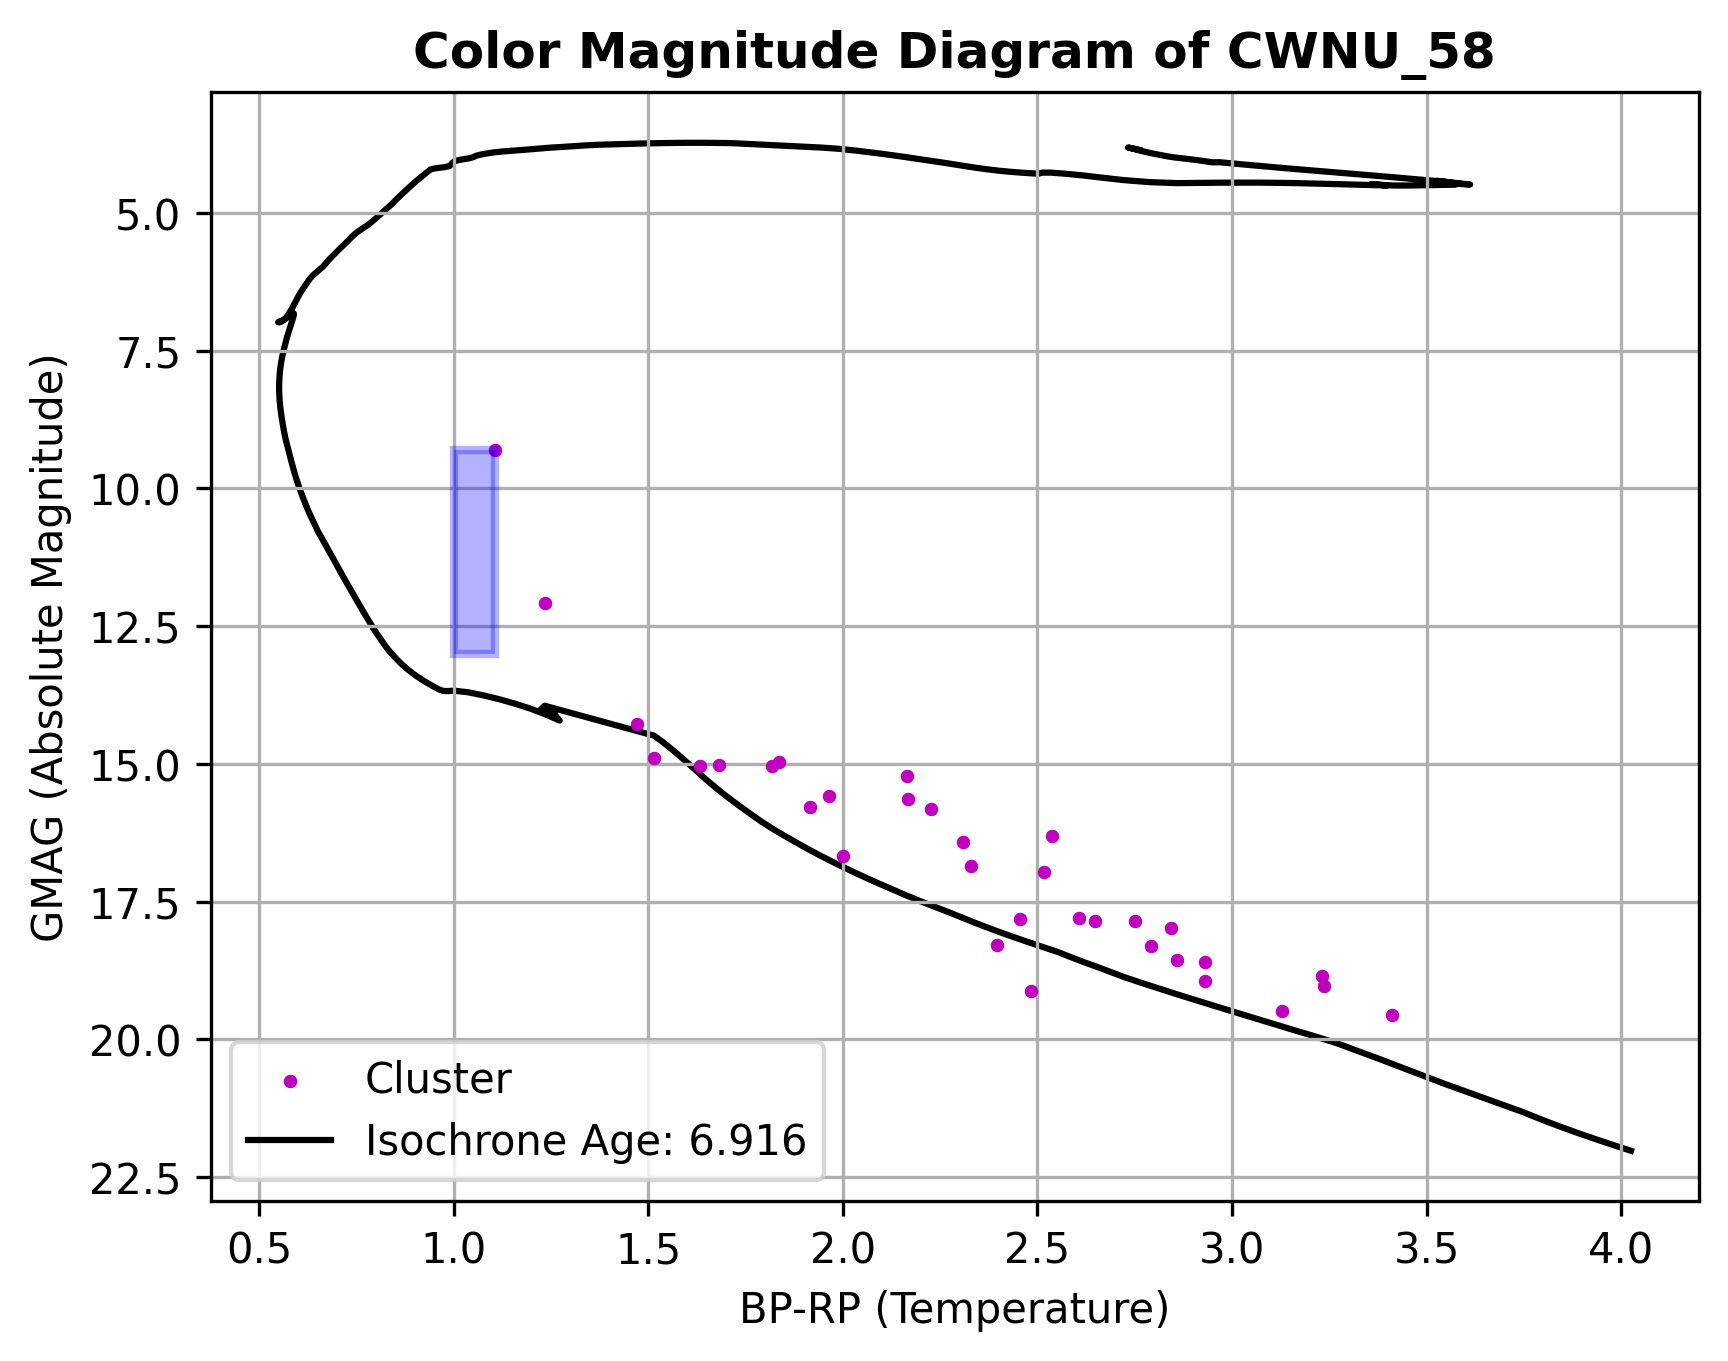 Color Magnitude Diagram of CWNU_58
GMAG (Absolute Magnitude)
5.0
7.5
10.0
12.5
15.0
17.5
20.0
22.5
Cluster
Isochrone Age: 6.916
0.5 1.0 1.5 2.0 2.5 3.0 3.5 4.0
BP-RP (Temperature)